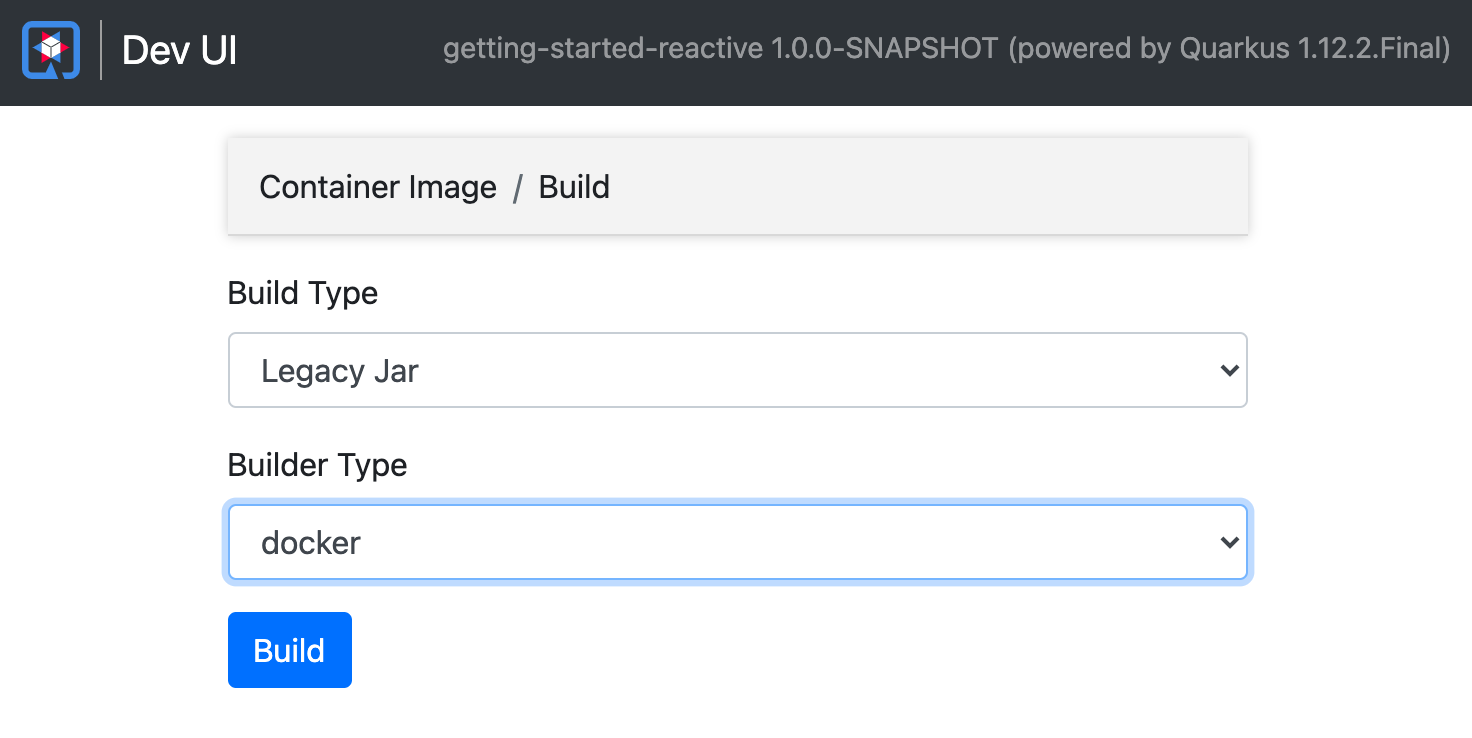 Dev UI getting-started-reactive 1.0.0-SNAPSHOT (powered by Quarkus 1.12.2.Final)
Container Image / Build
Build Type
Legacy Jar
Builder Type
docker
Build